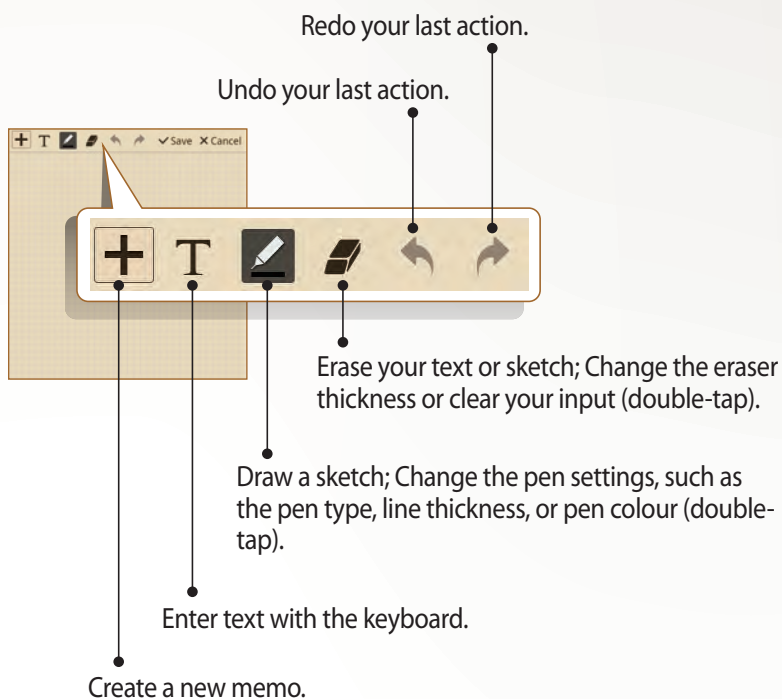 Redo your last action.
Undo your last action.
T
Save
Cancel
T
Erase your text or sketch; Change the eraser
thickness or clear your input (double-tap).
Draw a sketch; Change the pen settings, such as
the pen type, line thickness, or pen colour (double-
tap).
Enter text with the keyboard.
Create a new memo.